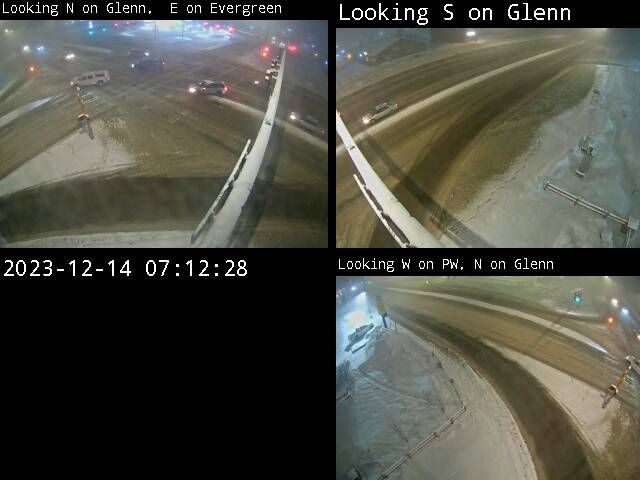 Looking N on Glenn,  E on Evergreen
Looking S on Glenn
2023-12-14 07:12:28
Looking W on PW, N on Glenn